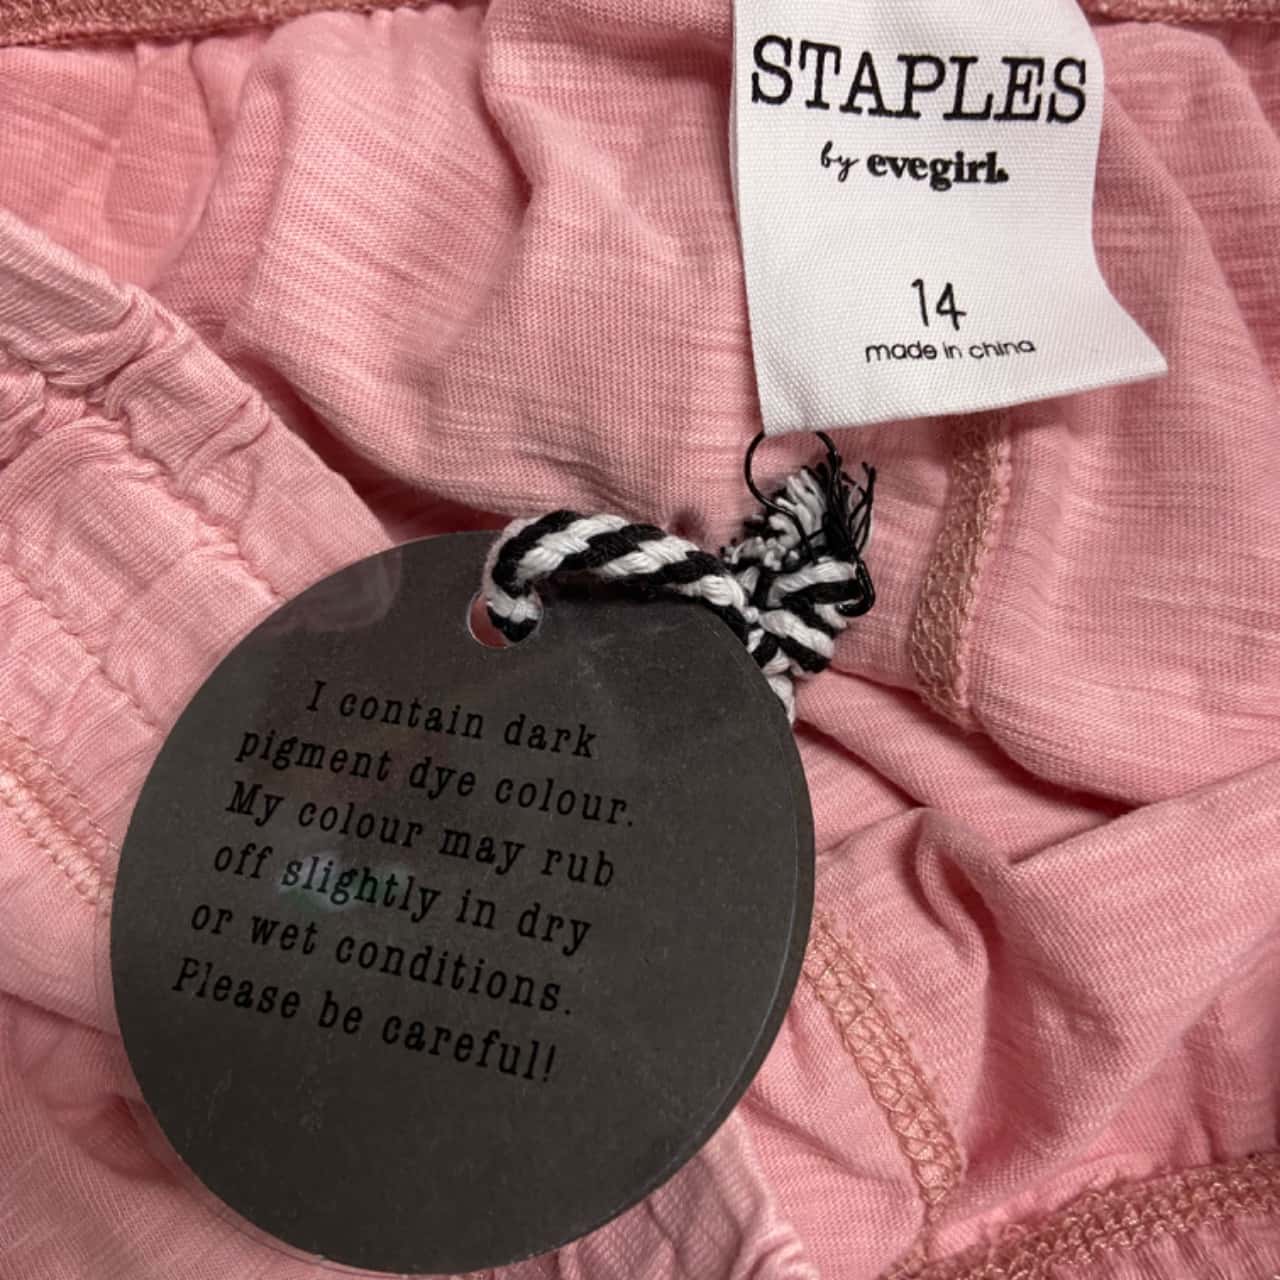 STAPLES
by evegirl.
14
made in china
I contain dark
pigment dye colour.
My colour may rub
off slightly in dry
or wet conditions.
Please be careful!